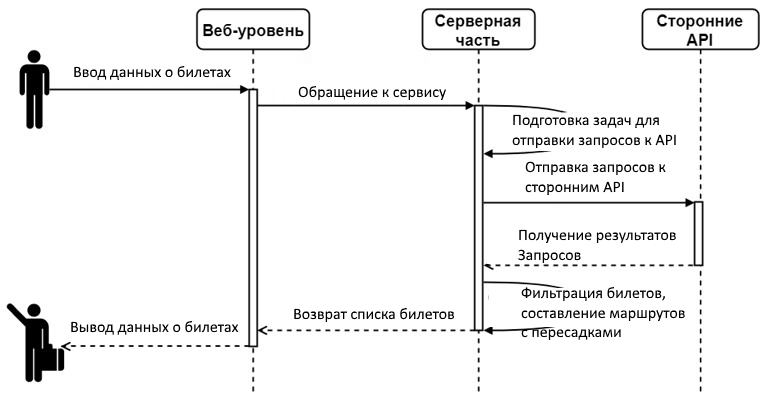 Веб-уровень
Серверная
часть
Сторонние
API
Ввод данных о билетах
Обращение к сервису
Подготовка задач для
отправки запросов к API
Отправка запросов к
сторонним API
Получение результатов
Запросов
Фильтрация билетов,
составление маршрутов
с пересадками
Возврат списка билетов
Вывод данных о билетах